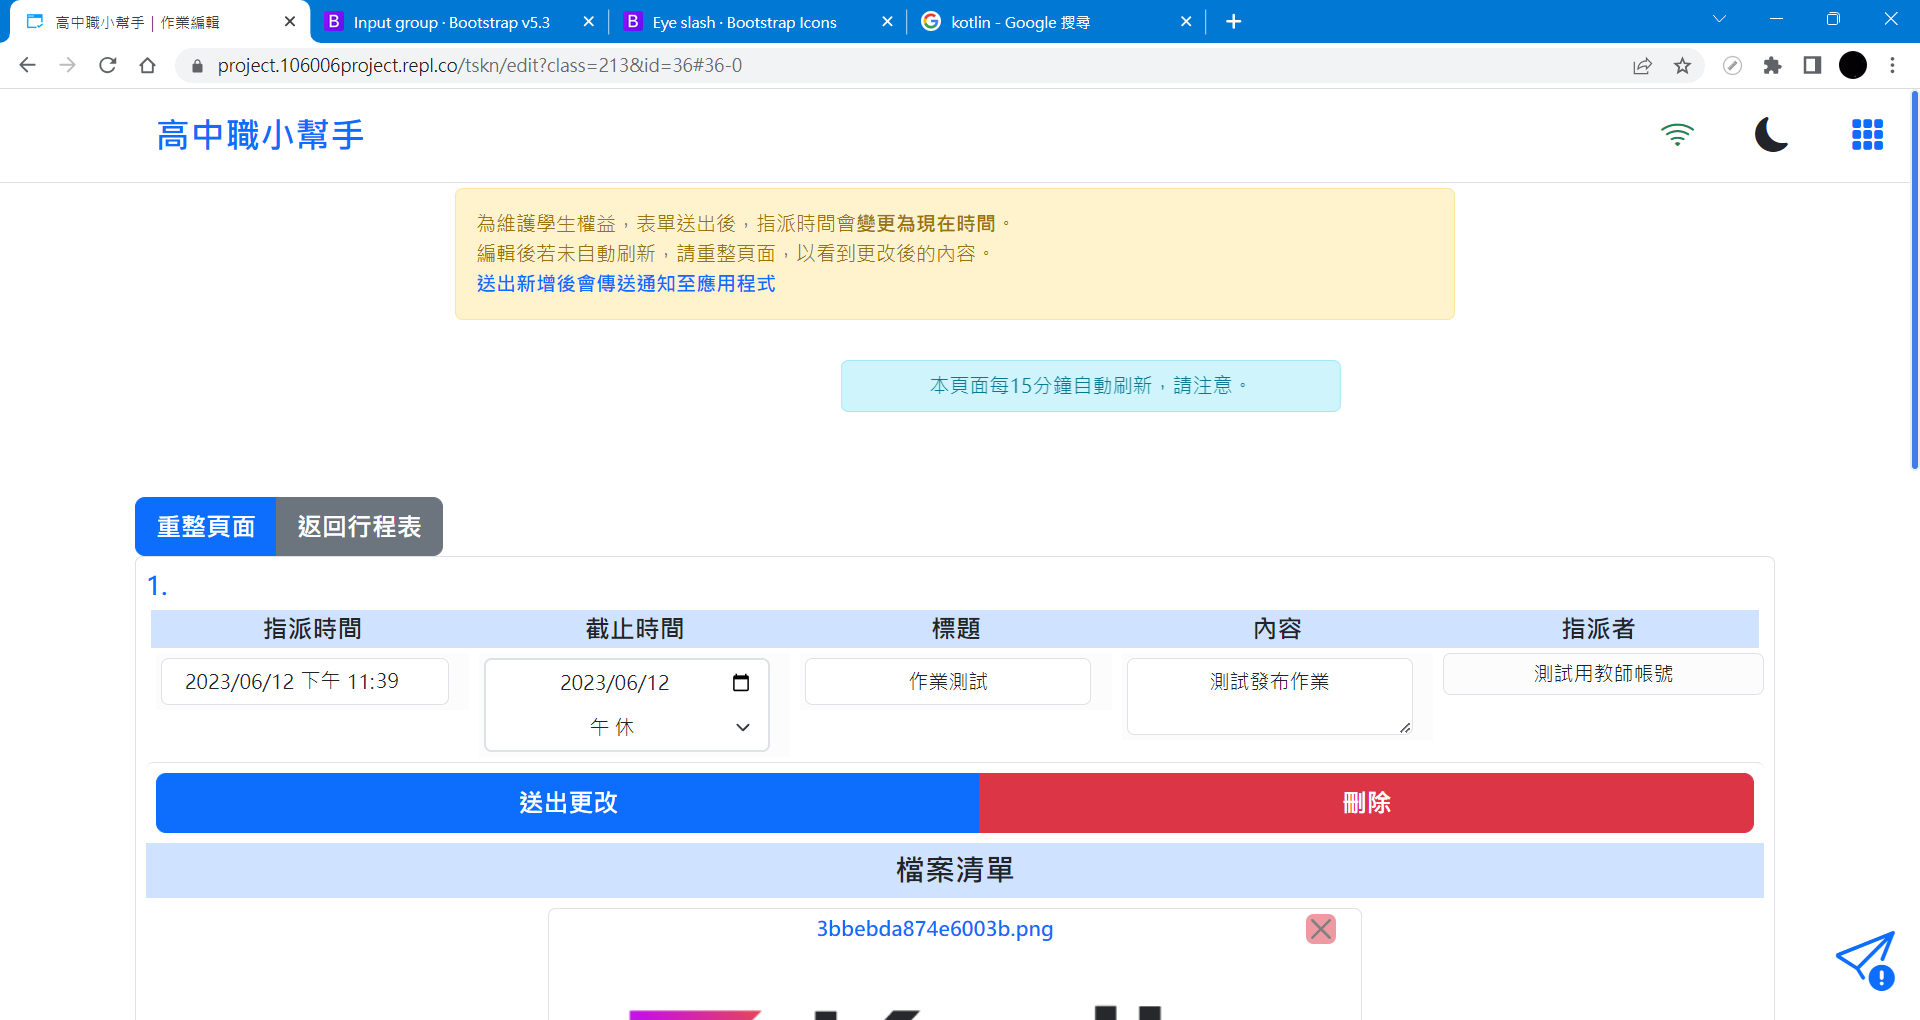 高中職小幫手 | 作業編輯
Input group · Bootstrap v5.3
Eye slash · Bootstrap Icons
kotlin - Google 搜尋
project.106006project.repl.co/tskn/edit?class=213&id=36#36-0
高中職小幫手
為維護學生權益，表單送出後，指派時間會變更為現在時間。
編輯後若未自動刷新，請重整頁面，以看到更改後的內容。
送出新增後會傳送通知至應用程式
本頁面每15分鐘自動刷新，請注意。
重整頁面 返回行程表
1.
指派時間 截止時間 標題 內容 指派者
2023/06/12 下午 11:39 2023/06/12 作業測試 測試發布作業 測試用教師帳號
午休
送出更改 刪除
檔案清單
3bbebda874e6003b.png